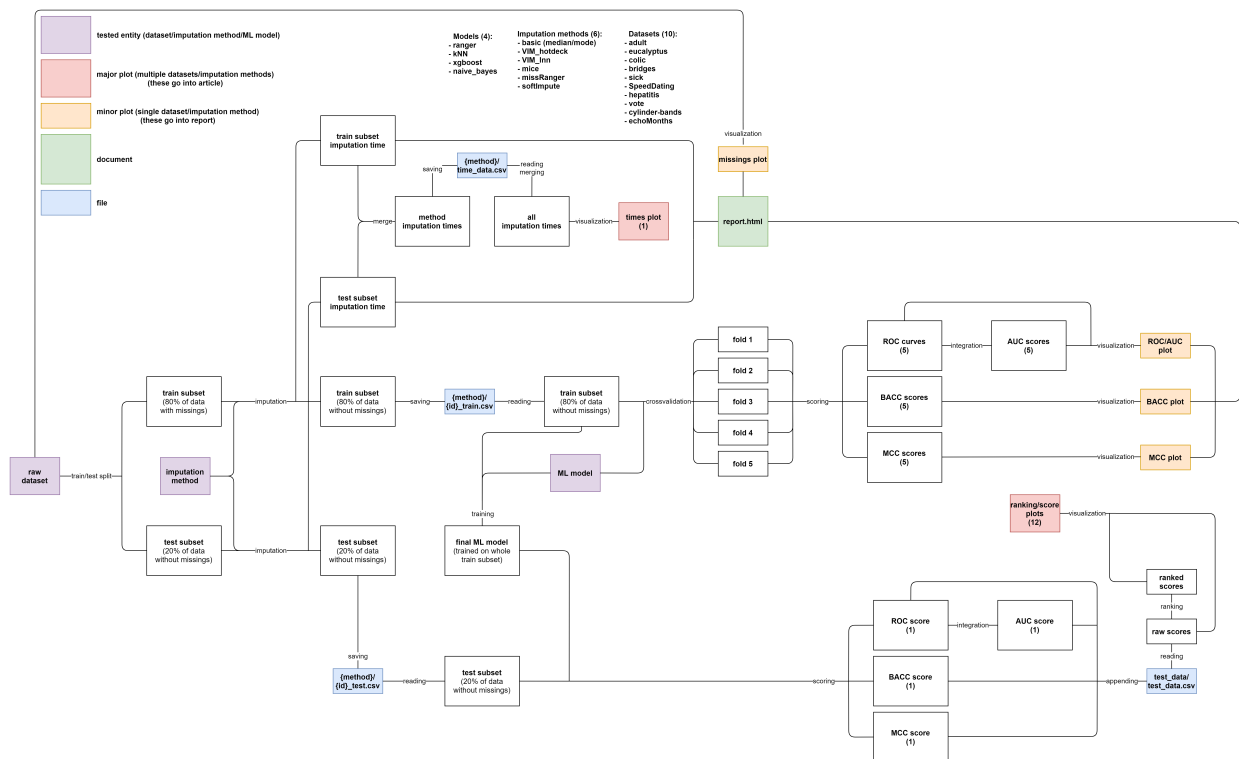 tested entity (dataset/imputation method/ML model)
major plot (multiple datasets/imputation methods)
(these go into article)
minor plot (single dataset/imputation method)
(these go into report)
document
file
Models (4):
- ranger
- kNN
- xgboost
- naive_bayes
Imputation methods (6):
- basic (median/mode)
- VIM_hotdeck
- VIM_Inn
- mice
- missRanger
- softImpute
Datasets (10):
- adult
- eucalyptus
- colic
- bridges
- sick
- SpeedDating
- hepatitis
- vote
- cylinder-bands
- echoMonths
visualization
missings plot
train subset
imputation time
saving
{method}/
time_data.csv
reading
merging
merge
method
imputation times
all
imputation times
visualization
times plot
(1)
report.html
test subset
imputation time
raw
dataset
train/test split
train subset
(80% of data
with missings)
imputation
method
test subset
(20% of data
without missings)
imputation
imputation
train subset
(80% of data
without missings)
saving
{method}/
{id}_train.csv
reading
train subset
(80% of data
without missings)
ML model
crossvalidation
fold 1
fold 2
fold 3
fold 4
fold 5
scoring
ROC curves
(5)
integration
AUC scores
(5)
visualization
ROC/AUC
plot
BACC scores
(5)
visualization
BACC plot
MCC scores
(5)
visualization
MCC plot
training
final ML model
(trained on whole
train subset)
test subset
(20% of data
without missings)
saving
{method}/
{id}_test.csv
reading
test subset
(20% of data
without missings)
scoring
ROC score
(1)
integration
AUC score
(1)
BACC score
(1)
MCC score
(1)
appending
test_data/
test_data.csv
reading
raw scores
ranking
ranked
scores
visualization
ranking/score
plots
(12)